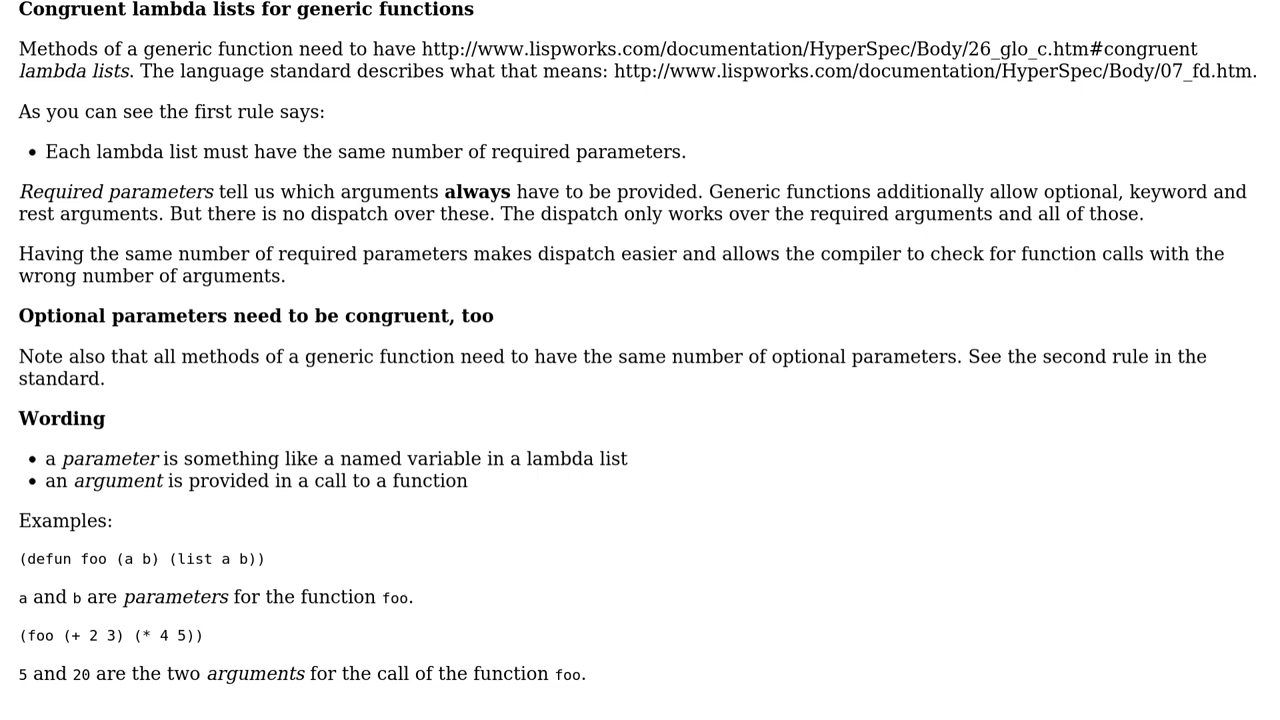 Congruent lambda lists for generic functions
Methods of a generic function need to have http://www.lispworks.com/documentation/HyperSpec/Body/26_glo_c.htm#congruent
lambda lists. The language standard describes what that means: http://www.lispworks.com/documentation/HyperSpec/Body/07_fd.htm.
As you can see the first rule says:
• Each lambda list must have the same number of required parameters.
Required parameters tell us which arguments always have to be provided. Generic functions additionally allow optional, keyword and
rest arguments. But there is no dispatch over these. The dispatch only works over the required arguments and all of those.
Having the same number of required parameters makes dispatch easier and allows the compiler to check for function calls with the
wrong number of arguments.
Optional parameters need to be congruent, too
Note also that all methods of a generic function need to have the same number of optional parameters. See the second rule in the
standard.
Wording
• a parameter is something like a named variable in a lambda list
• an argument is provided in a call to a function
Examples:
(defun foo (a b) (list a b))
a and b are parameters for the function foo.
(foo (+ 2 3) (* 4 5))
5 and 20 are the two arguments for the call of the function foo.